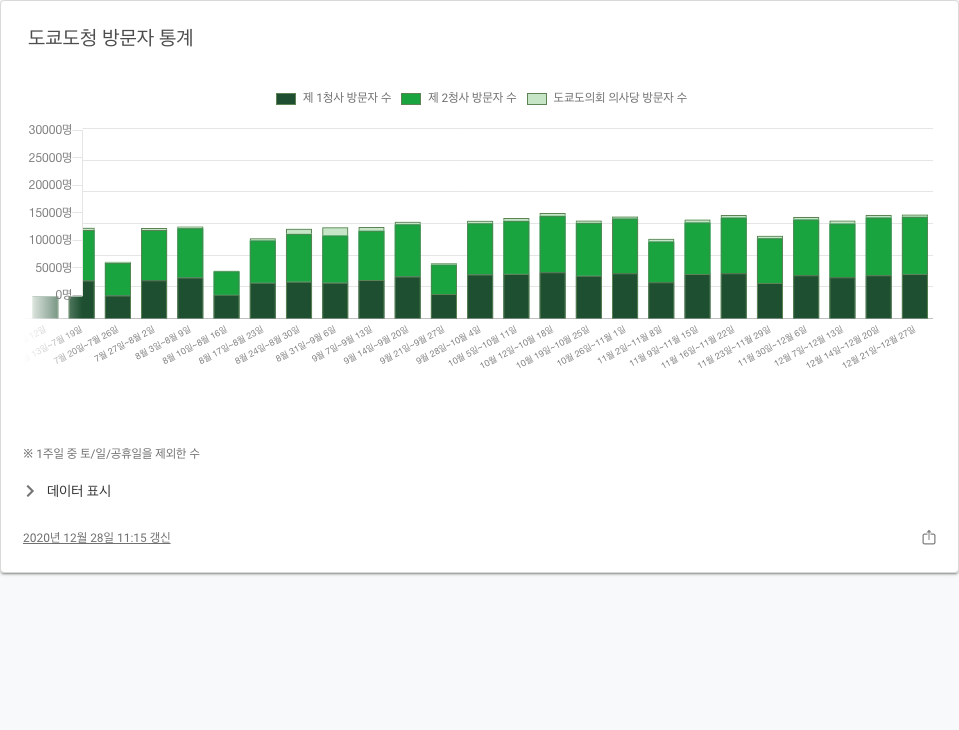 도쿄도청 방문자 통계
제 1청사 방문자 수 제 2청사 방문자 수 도쿄도의회 의사당 방문자 수
30000명
25000명
20000명
15000명
10000명
5000명
0명
13일~7월 19일
7월 20일~7월 26일
7월 27일~8월 2일
8월 3일~8월 9일
8월 10일~8월 16일
8월 17일~8월 23일
8월 24일~8월 30일
8월 31일~9월 6일
9월 7일~9월 13일
9월 14일~9월 20일
9월 21일~9월 27일
9월 28일~10월 4일
10월 5일~10월 11일
10월 12일~10월 18일
10월 19일~10월 25일
10월 26일~11월 1일
11월 2일~11월 8일
11월 9일~11월 15일
11월 16일~11월 22일
11월 23일~11월 29일
11월 30일~12월 6일
12월 7일~12월 13일
12월 14일~12월 20일
12월 21일~12월 27일
※ 1주일 중 토/일/공휴일을 제외한 수
데이터 표시
2020년 12월 28일 11:15 갱신